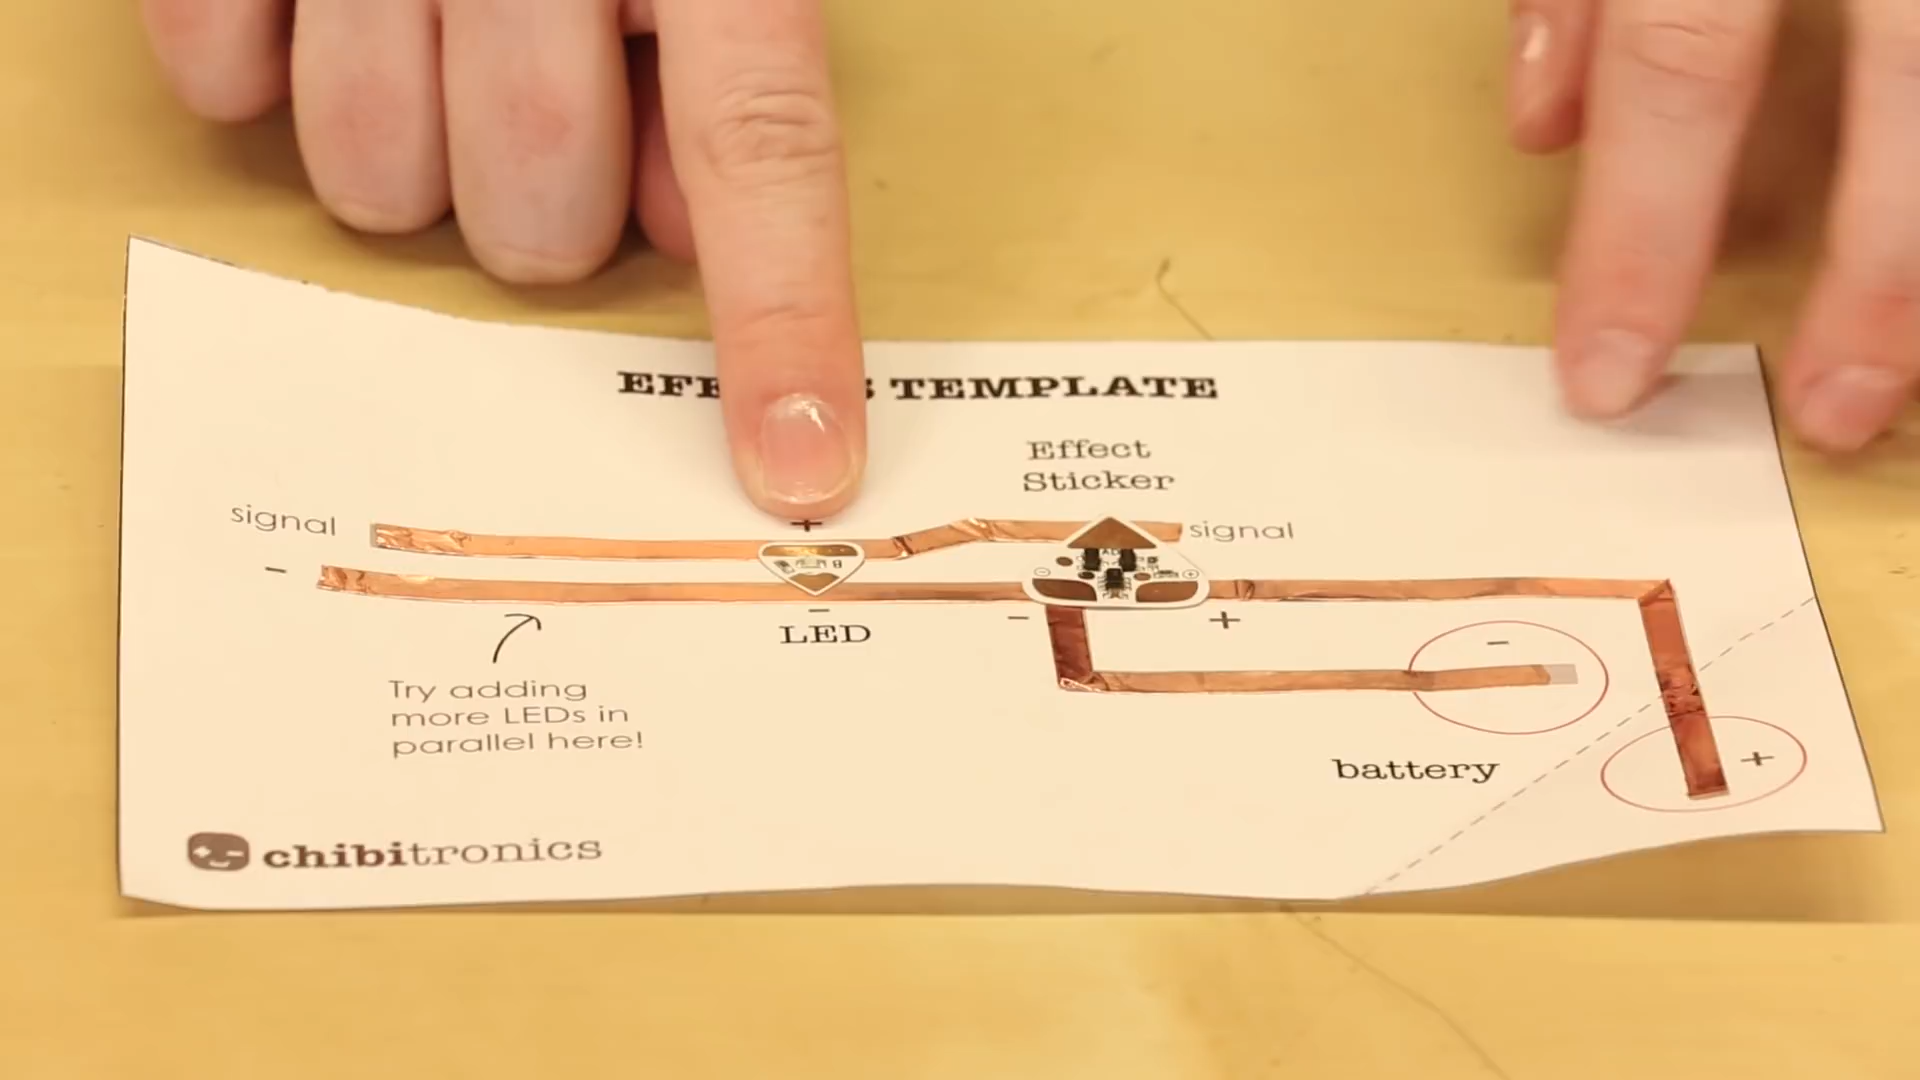 TEMPLATE
Effect
Sticker
signal
+
signal
-
-
LED
-
+
-
Try adding
more LEDs in
parallel here!
battery
+
chibitronics